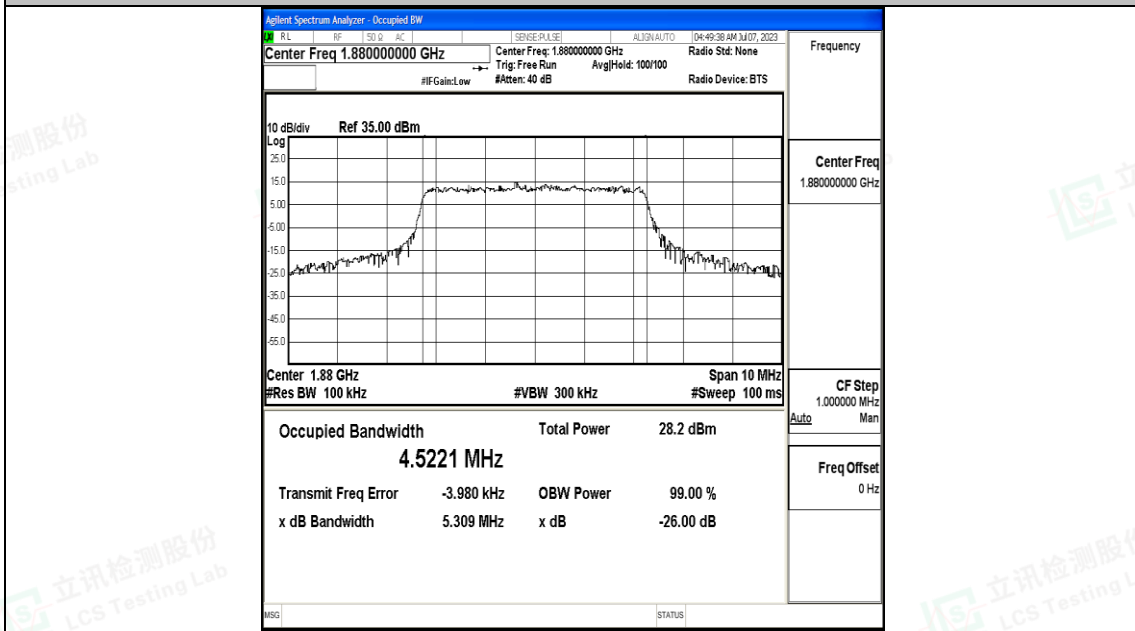 Agilent Spectrum Analyzer - Occupied BW
RL RF 50 Ω AC SENSE:PULSE ALIGN AUTO 04:49:38 AM Jul 07, 2023
Center Freq 1.880000000 GHz
Center Freq: 1.880000000 GHz Radio Std: None
Trig: Free Run Avg|Hold: 100/100
#IFGain:Low #Atten: 40 dB Radio Device: BTS
Frequency
10 dB/div Ref 35.00 dBm
Log
25.0
15.0
5.00
-5.00
-15.0
-25.0
-35.0
-45.0
-55.0
Center 1.88 GHz Span 10 MHz
#Res BW 100 kHz #VBW 300 kHz #Sweep 100 ms
Center Freq
1.880000000 GHz
CF Step
1.000000 MHz
Auto Man
Freq Offset
0 Hz
Occupied Bandwidth Total Power 28.2 dBm
4.5221 MHz
Transmit Freq Error -3.980 kHz OBW Power 99.00 %
x dB Bandwidth 5.309 MHz x dB -26.00 dB
MSG STATUS
测股份
sting Lab
立讯检测股份
LCS Testing Lab
立讯检测股份
LCS Testing L